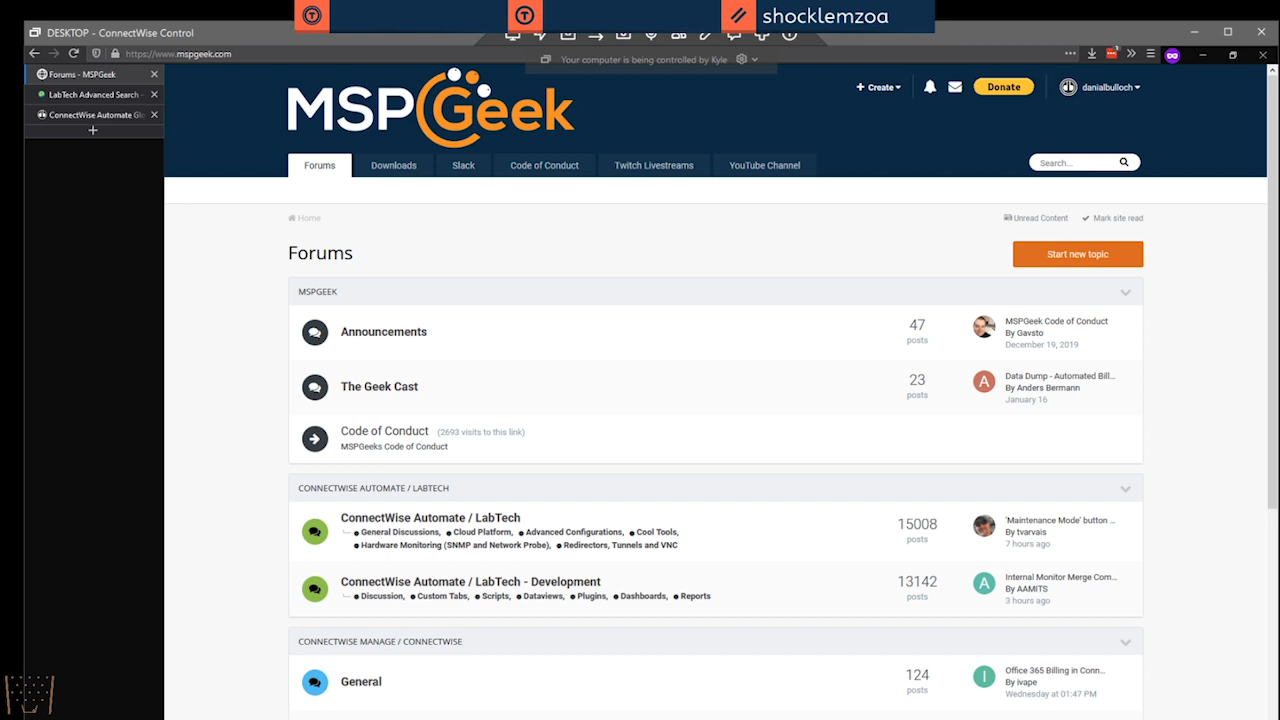 shocklemzoa
DESKTOP - ConnectWise Control
https://www.mspgeek.com
Your computer is being controlled by Kyle
Forums - MSPGeek
LabTech Advanced Search -
ConnectWise Automate Glo
MSPGeek
Create
Donate
danialbulloch
Forums Downloads Slack Code of Conduct Twitch Livestreams YouTube Channel
Search...
Home
Unread Content Mark site read
Forums
Start new topic
MSPGEEK
Announcements
47
posts
MSPGeek Code of Conduct
By Gavsto
December 19, 2019
The Geek Cast
23
posts
Data Dump - Automated Bill...
By Anders Bermann
January 16
Code of Conduct (2693 visits to this link)
MSPGeeks Code of Conduct
CONNECTWISE AUTOMATE / LABTECH
ConnectWise Automate / LabTech
General Discussions, Cloud Platform, Advanced Configurations, Cool Tools,
Hardware Monitoring (SNMP and Network Probe), Redirectors, Tunnels and VNC
15008
posts
'Maintenance Mode' button ...
By tvarvais
7 hours ago
ConnectWise Automate / LabTech - Development
Discussion, Custom Tabs, Scripts, Dataviews, Plugins, Dashboards, Reports
13142
posts
A
Internal Monitor Merge Com...
By AAMITS
3 hours ago
CONNECTWISE MANAGE / CONNECTWISE
General
124
posts
I
Office 365 Billing in Conn...
By ivape
Wednesday at 01:47 PM